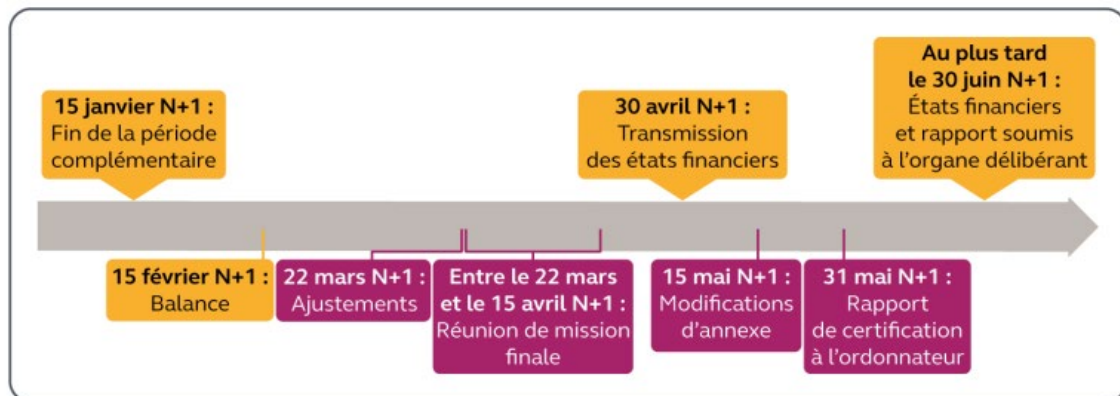 15 janvier N+1 :
Fin de la période
complémentaire
30 avril N+1 :
Transmission
des états financiers
Au plus tard
le 30 juin N+1 :
États financiers
et rapport soumis
à l'organe délibérant
15 février N+1 :
Balance
22 mars N+1 :
Ajustements
Entre le 22 mars
et le 15 avril N+1 :
Réunion de mission
finale
15 mai N+1 :
Modifications
d'annexe
31 mai N+1 :
Rapport
de certification
à l'ordonnateur